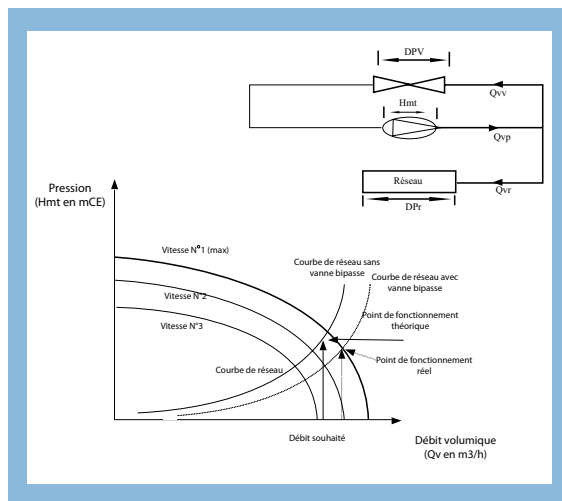 DPV
Qvv
Hmt
Qvp
Réseau
Qvr
DPr
Pression
(Hmt en mCE)
Vitesse N°1 (max)
Courbe de réseau sans
vanne bipasse
Courbe de réseau avec
vanne bipasse
Vitesse N°2
Point de fonctionnement
théorique
Vitesse N°3
Point de fonctionnement
réel
Courbe de réseau
Débit souhaité
Débit volumique
(Qv en m3/h)